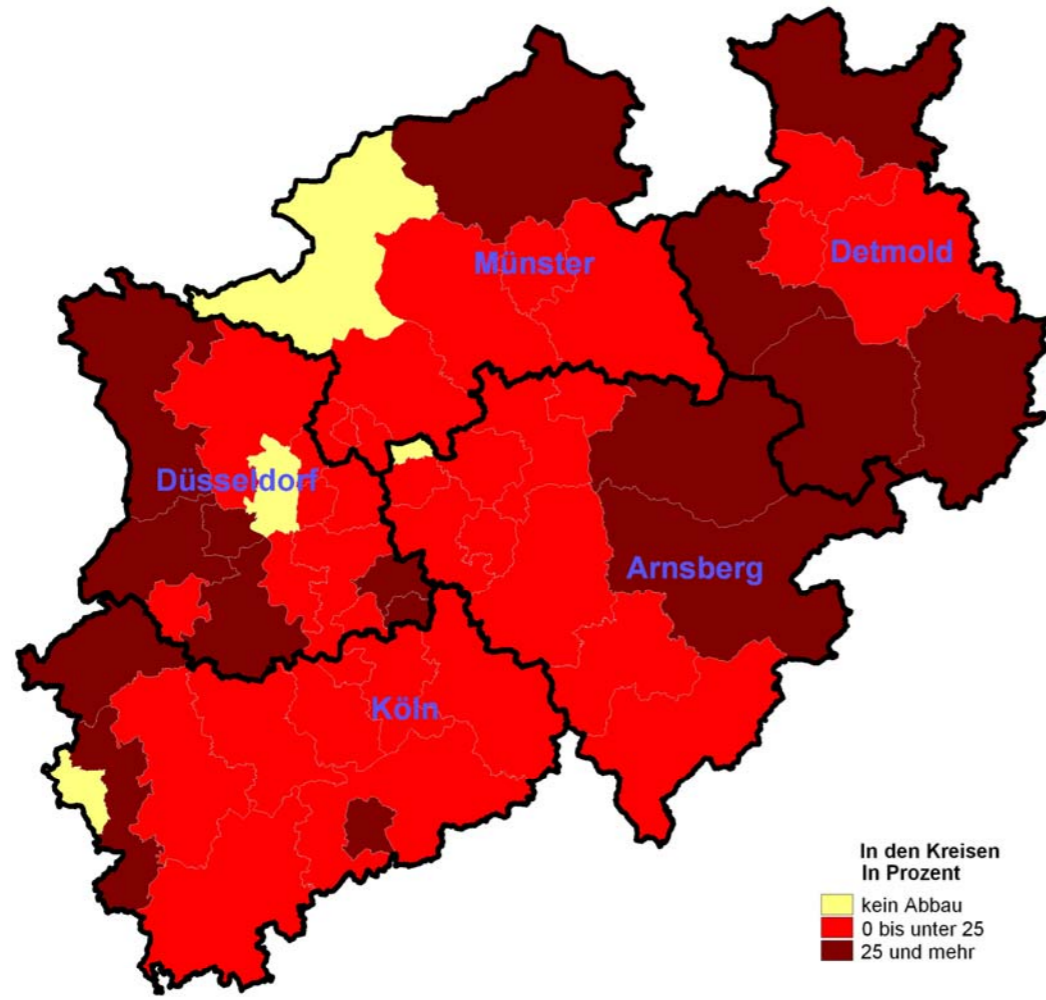 Münster
Detmold
Düsseldorf
Arnsberg
Köln
In den Kreisen
In Prozent
kein Abbau
0 bis unter 25
25 und mehr